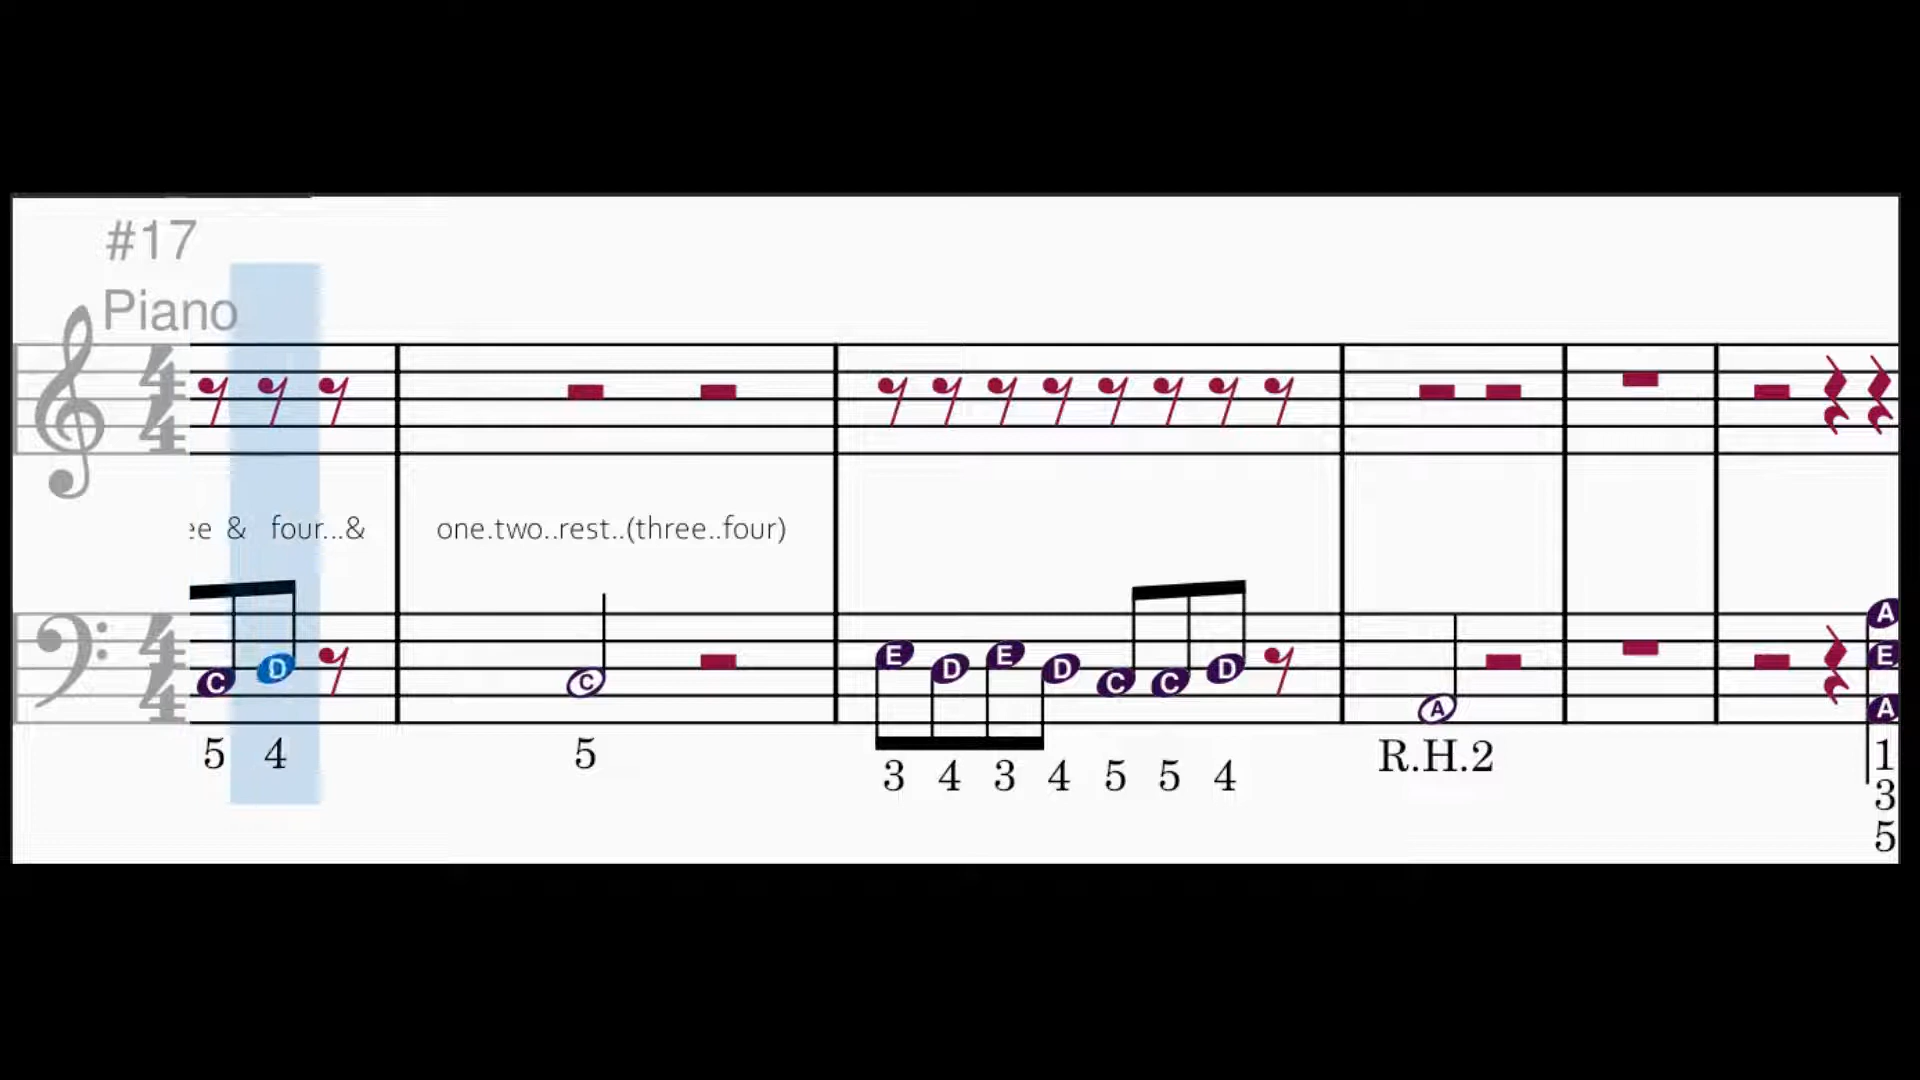 #17
Piano
& four...& one.two..rest..(three..four)
C D C E D E D C C D A A
E
A
5 4 5 3 4 3 4 5 5 4 R.H.2 1
3
5